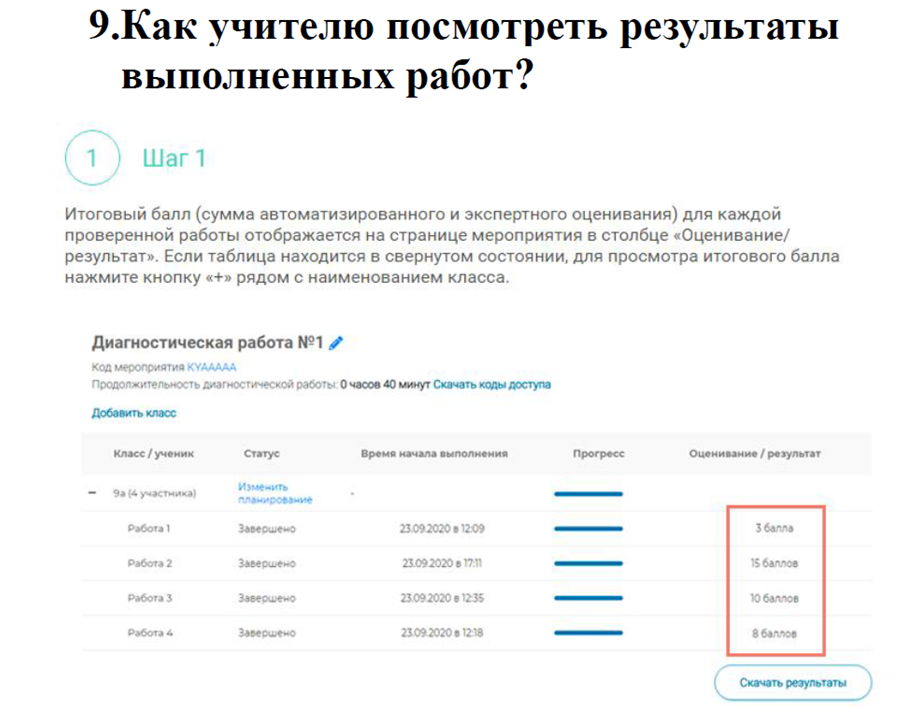 9.Как учителю посмотреть результаты
выполненных работ?
1 Шаг 1
Итоговый балл (сумма автоматизированного и экспертного оценивания) для каждой
проверенной работы отображается на странице мероприятия в столбце «Оценивание/
результат». Если таблица находится в свернутом состоянии, для просмотра итогового балла
нажмите кнопку «+» рядом с наименованием класса.
Диагностическая работа №1
Код мероприятия KYAAAAA
Продолжительность диагностической работы: 0 часов 40 минут Скачать коды доступа
Добавить класс
Класс / ученик Статус Время начала выполнения Прогресс Оценивание / результат
− 9а (4 участника) Изменить планирование -
Работа 1 Завершено 23.09.2020 в 12:09 3 балла
Работа 2 Завершено 23.09.2020 в 17:11 15 баллов
Работа 3 Завершено 23.09.2020 в 12:35 10 баллов
Работа 4 Завершено 23.09.2020 в 12:18 8 баллов
Скачать результаты